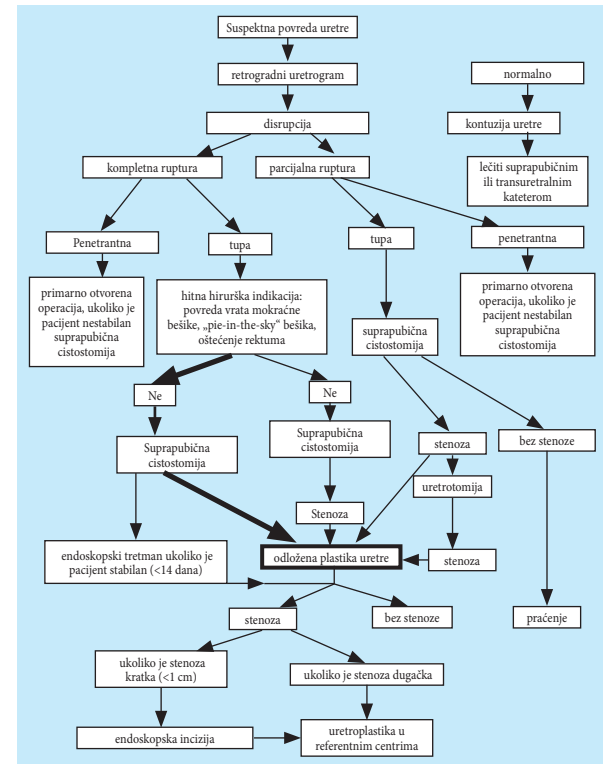 Suspektna povreda uretre
retrogradni uretrogram
normalno
disrupcija
kontuzija uretre
kompletna ruptura
parcijalna ruptura
lečiti suprapubičnim
ili transuretralnim
kateterom
Penetrantna
tupa
tupa
penetrantna
primarno otvorena
operacija, ukoliko je
pacijent nestabilan
suprapubična
cistostomija
hitna hirurška indikacija:
povreda vrata mokraćne
bešike, „pie-in-the-sky“ bešika,
oštećenje rektuma
suprapubična
cistostomija
primarno otvorena
operacija, ukoliko je
pacijent nestabilan
suprapubična
cistostomija
Ne
Ne
Suprapubična
cistostomija
Suprapubična
cistostomija
stenoza
bez stenoze
uretrotomija
Stenoza
endoskopski tretman ukoliko je
pacijent stabilan (<14 dana)
odložena plastika uretre
stenoza
stenoza
bez stenoze
praćenje
ukoliko je stenoza
kratka (<1 cm)
ukoliko je stenoza dugačka
endoskopska incizija
uretroplastika u
referentnim centrima